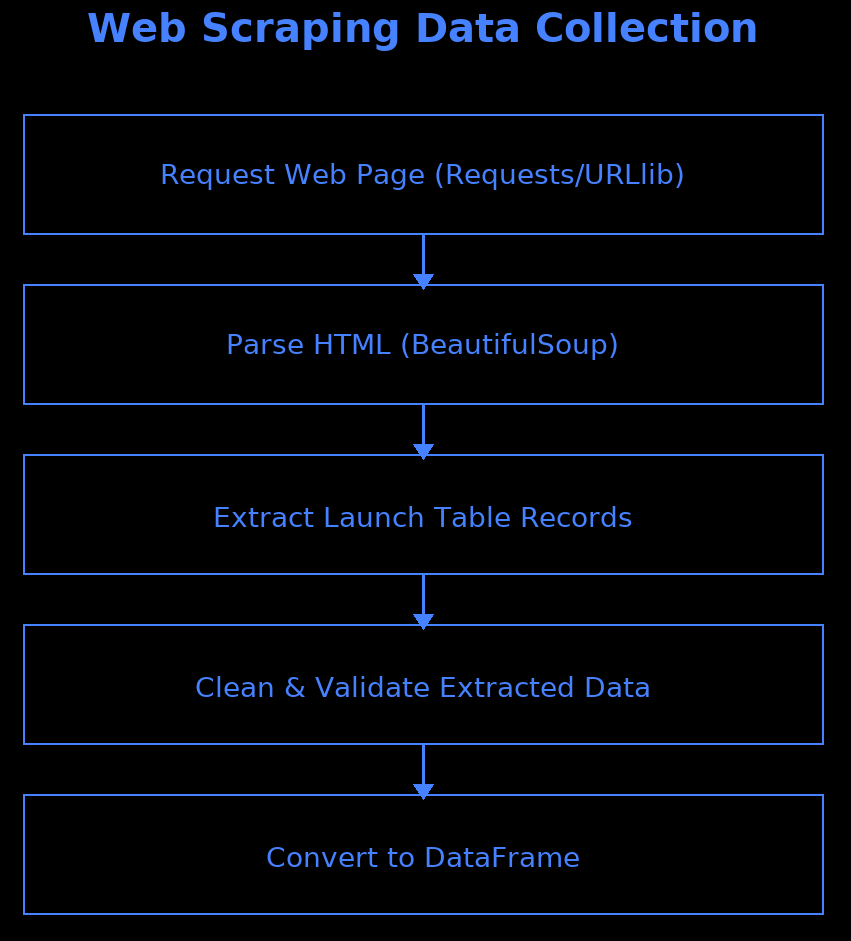 Web Scraping Data Collection
Request Web Page (Requests/URLlib)
Parse HTML (BeautifulSoup)
Extract Launch Table Records
Clean & Validate Extracted Data
Convert to DataFrame